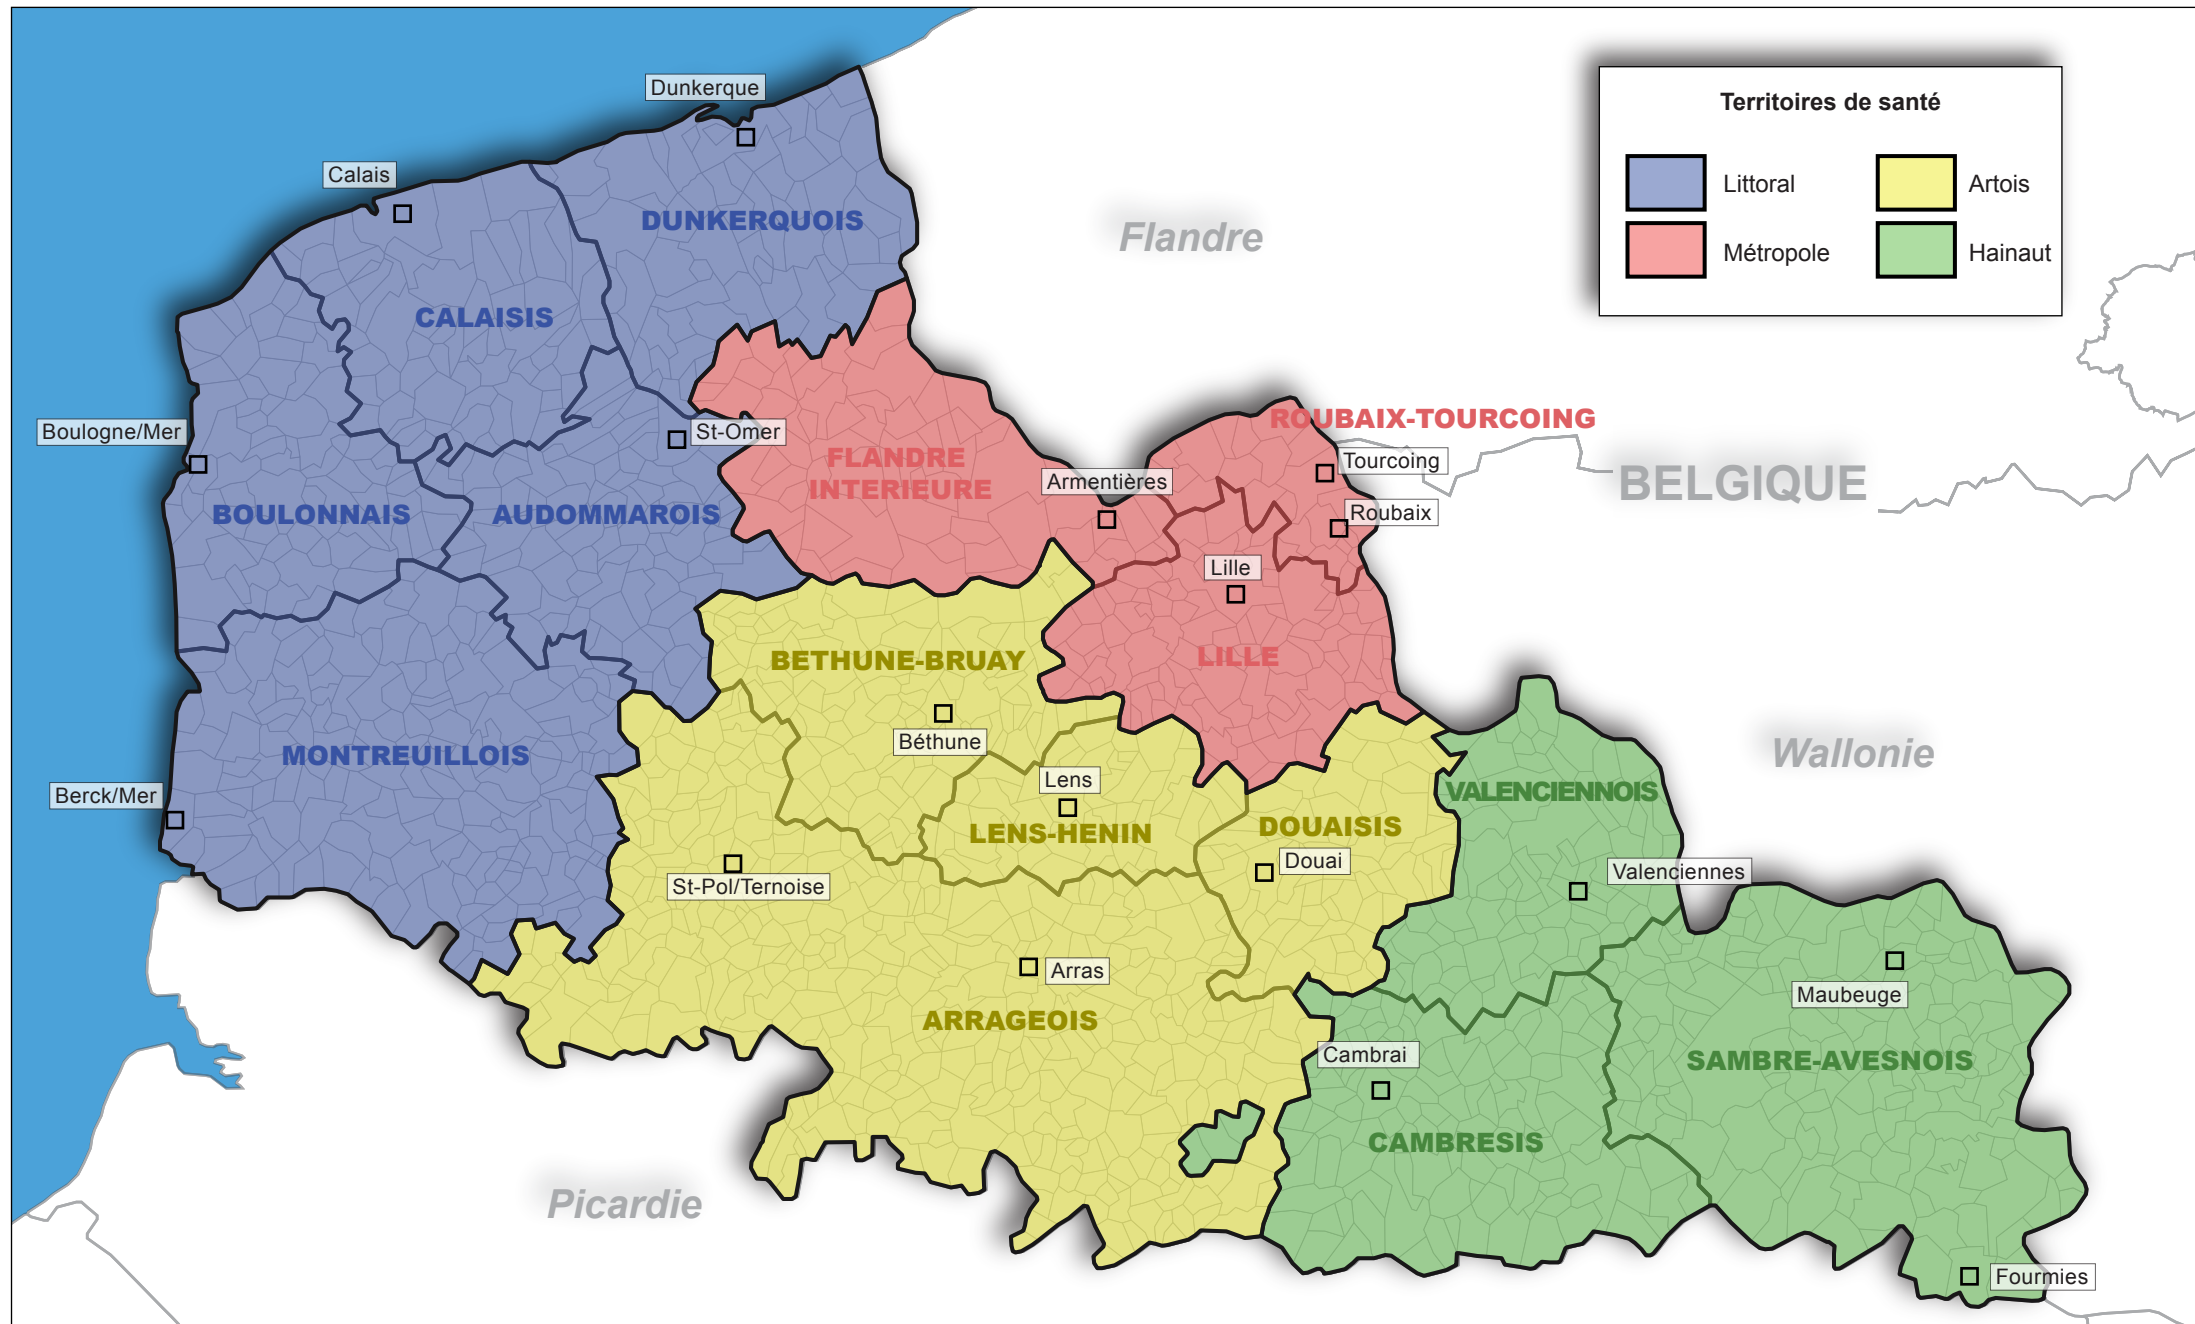 Dunkerque
Territoires de santé
Calais
Littoral
Artois
DUNKERQUOIS
Flandre
Métropole
Hainaut
CALAISIS
ROUBAIX-TOURCOING
Boulogne/Mer
St-Omer
FLANDRE
INTERIEURE
Tourcoing
Armentières
BELGIQUE
BOULONNAIS
AUDOMMAROIS
Roubaix
Lille
BETHUNE-BRUAY
LILLE
Béthune
MONTREUILLOIS
Wallonie
Lens
Berck/Mer
VALENCIENNOIS
LENS-HENIN
DOUAISIS
Douai
Valenciennes
St-Pol/Ternoise
Arras
Maubeuge
ARRAGEOIS
Cambrai
SAMBRE-AVESNOIS
CAMBRESIS
Picardie
Fourmies